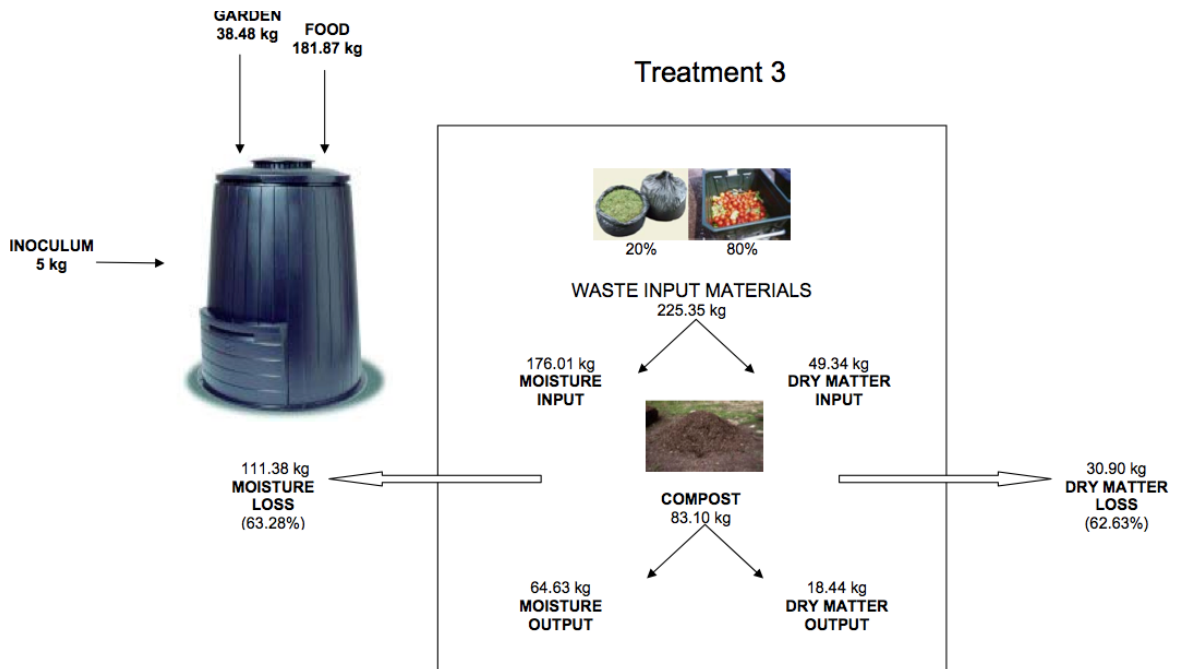 GARDEN
38.48 kg
FOOD
181.87 kg
Treatment 3
INOCULUM
5 kg
20%
80%
WASTE INPUT MATERIALS
225.35 kg
176.01 kg
MOISTURE
INPUT
49.34 kg
DRY MATTER
INPUT
111.38 kg
MOISTURE
LOSS
(63.28%)
COMPOST
83.10 kg
30.90 kg
DRY MATTER
LOSS
(62.63%)
64.63 kg
MOISTURE
OUTPUT
18.44 kg
DRY MATTER
OUTPUT